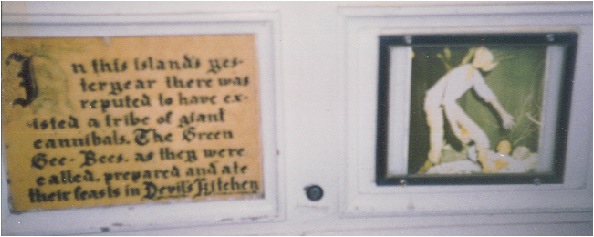 In this islands yes-
teryear there was
reputed to have ex-
isted a tribe of giant
cannibals. The Green
Gee-Bees. as they were
called. prepared and ate
their feasts in Devil's Kitchen